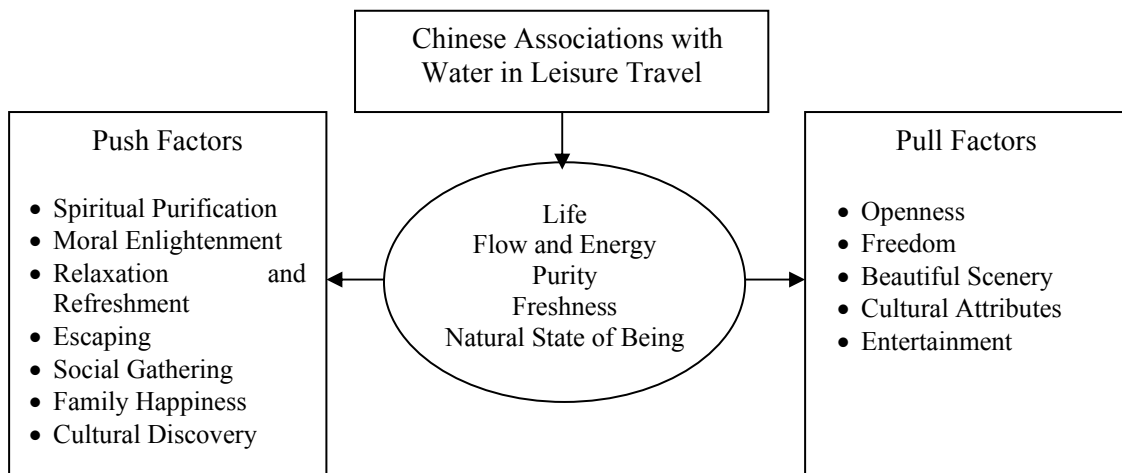 Chinese Associations with
Water in Leisure Travel
Push Factors
• Spiritual Purification
• Moral Enlightenment
• Relaxation and
Refreshment
• Escaping
• Social Gathering
• Family Happiness
• Cultural Discovery
Life
Flow and Energy
Purity
Freshness
Natural State of Being
Pull Factors
• Openness
• Freedom
• Beautiful Scenery
• Cultural Attributes
• Entertainment